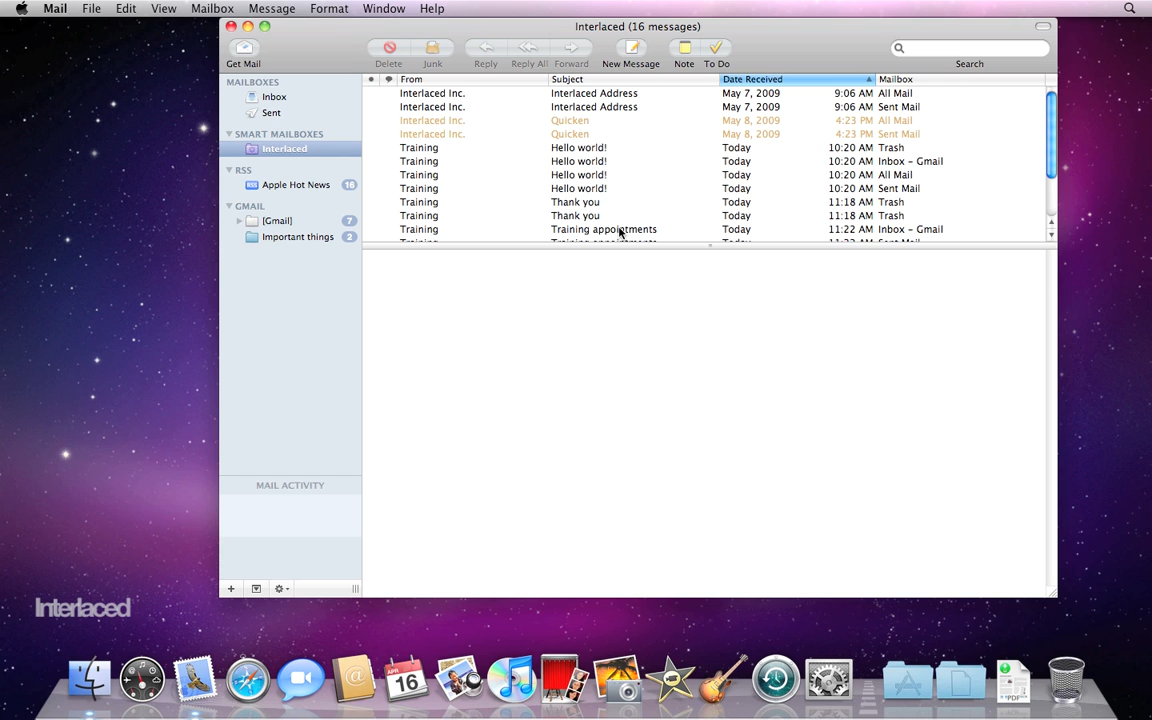 Mail File Edit View Mailbox Message Format Window Help
Interlaced (16 messages)
Get Mail Delete Junk Reply Reply All Forward New Message Note To Do Search
MAILBOXES
Inbox
Sent
SMART MAILBOXES
Interlaced
RSS
RSS Apple Hot News 16
GMAIL
[Gmail] 7
Important things 2
MAIL ACTIVITY
From Subject Date Received Mailbox
Interlaced Inc. Interlaced Address May 7, 2009 9:06 AM All Mail
Interlaced Inc. Interlaced Address May 7, 2009 9:06 AM Sent Mail
Interlaced Inc. Quicken May 8, 2009 4:23 PM All Mail
Interlaced Inc. Quicken May 8, 2009 4:23 PM Sent Mail
Training Hello world! Today 10:20 AM Trash
Training Hello world! Today 10:20 AM Inbox – Gmail
Training Hello world! Today 10:20 AM All Mail
Training Hello world! Today 10:20 AM Sent Mail
Training Thank you Today 11:18 AM Trash
Training Thank you Today 11:18 AM Trash
Training Training appointments Today 11:22 AM Inbox – Gmail
Interlaced
APR
16
PDF